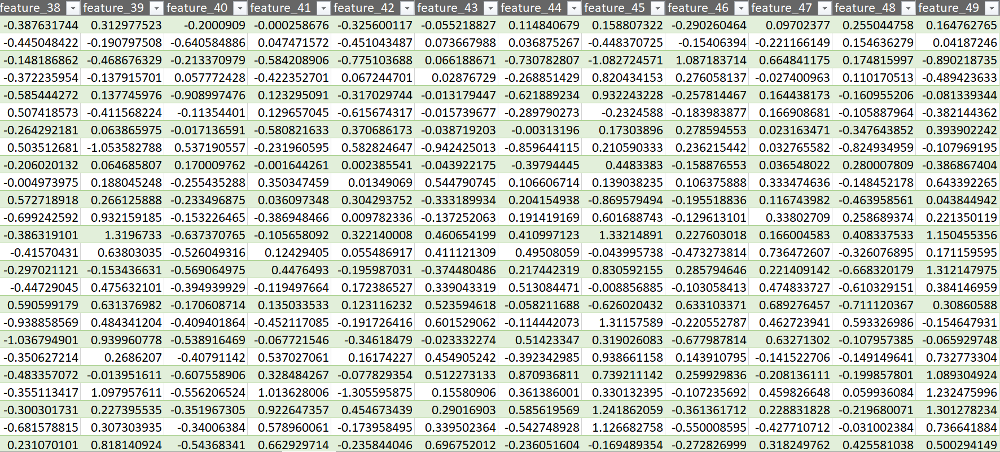 feature_38 feature_39 feature_40 feature_41 feature_42 feature_43 feature_44 feature_45 feature_46 feature_47 feature_48 feature_49
-0.387631744 0.312977523 -0.2000909 -0.000258676 -0.325600117 -0.055218827 0.114840679 0.158807322 -0.290260464 0.09702377 0.255044758 0.164762765
-0.445048422 -0.190797508 -0.640584886 0.047471572 -0.451043487 0.073667988 0.036875267 -0.448370725 -0.15406394 -0.221166149 0.154636279 0.04187246
-0.148186862 -0.468676329 -0.213370979 -0.584208906 -0.775103688 0.066188671 -0.730782807 -1.082724571 1.087183714 0.664841175 0.174815997 -0.890218735
-0.372235954 -0.137915701 0.057772428 -0.422352701 0.067244701 0.02876729 -0.268851429 0.820434153 0.276058137 -0.027400963 0.110170513 -0.489423633
-0.585444272 0.137745976 -0.908997476 0.123295091 -0.317029744 -0.013179447 -0.621889234 0.932243228 -0.257814467 0.164438173 -0.160955206 -0.081339344
0.507418573 -0.411568224 -0.11354401 0.129657045 -0.615674317 -0.015739677 -0.289790273 -0.2324588 -0.183983877 0.166908681 -0.105887964 -0.382144362
-0.264292181 0.063865975 -0.017136591 -0.580821633 0.370686173 -0.038719203 -0.00313196 0.17303896 0.278594553 0.023163471 -0.347643852 0.393902242
0.503512681 -1.053582788 0.537190557 -0.231960595 0.582824647 -0.942425013 -0.859644115 0.210590333 0.236215442 0.032765582 -0.824934959 -0.107969195
-0.206020132 0.064685807 0.170009762 -0.001644261 0.002385541 -0.043922175 -0.39794445 0.4483383 -0.158876553 0.036548022 0.280007809 -0.386867404
-0.004973975 0.188045248 -0.255435288 0.350347459 0.01349069 0.544790745 0.106606714 0.139038235 0.106375888 0.333474636 -0.148452178 0.643392265
0.572718918 0.266125888 -0.233496875 0.036097348 0.304293752 -0.333189934 0.204154938 -0.869579494 -0.195518836 0.116743982 -0.463958561 0.043844942
-0.699242592 0.932159185 -0.153226465 -0.386948466 0.009782336 -0.137252063 0.191419169 0.601688743 -0.129613101 0.33802709 0.258689374 0.221350119
-0.386319101 1.3196733 -0.637370765 -0.105658092 0.322140008 0.460654199 0.410997123 1.33214891 0.227603018 0.166004583 0.408337533 1.150455356
-0.41570431 0.63803035 -0.526049316 0.12429405 0.055486917 0.411121309 0.49508059 -0.043995738 -0.473273814 0.736472607 -0.326076895 0.171159595
-0.297021121 -0.153436631 -0.569064975 0.4476493 -0.195987031 -0.374480486 0.217442319 0.830592155 0.285794646 0.221409142 -0.668320179 1.312147975
-0.44729045 0.475632101 -0.394939929 -0.119497664 0.172386527 0.339043319 0.513084471 -0.008856885 -0.103058413 0.474833727 -0.610329151 0.384146959
0.590599179 0.631376982 -0.170608714 0.135033533 0.123116232 0.523594618 -0.058211688 -0.626020432 0.633103371 0.689276457 -0.711120367 0.30860588
-0.938858569 0.484341204 -0.409401864 -0.452117085 -0.191726416 0.601529062 -0.114442073 1.31157589 -0.220552787 0.462723941 0.593326986 -0.154647931
-1.036794901 0.939960778 -0.538916469 -0.067721546 -0.34618479 -0.023332274 0.51423347 0.319026083 -0.677987814 0.63271302 -0.107957385 -0.065929748
-0.350627214 0.2686207 -0.40791142 0.537027061 0.16174227 0.454905242 -0.392342985 0.938661158 0.143910795 -0.141522706 -0.149149641 0.732773304
-0.483357072 -0.013951611 -0.607558906 0.328484267 -0.077829354 0.512273133 0.870936811 0.739211142 0.259929836 -0.208136111 -0.199857801 1.089304924
-0.355113417 1.097957611 -0.556206524 1.013628006 -1.305595875 0.15580906 0.361386001 0.330132395 -0.107235692 0.459826648 0.059936084 1.232475996
-0.300301731 0.227395535 -0.351967305 0.922647357 0.454673439 0.29016903 0.585619569 1.241862059 -0.361361712 0.228831828 -0.219680071 1.301278234
-0.681578815 0.307303935 -0.34006384 0.578960061 -0.173958495 0.339502364 -0.542748928 1.126682758 -0.550008595 -0.427710712 -0.031002384 0.736641884
0.231070101 0.818140924 -0.54368341 0.662929714 -0.235844046 0.696752012 -0.236051604 -0.169489354 -0.272826999 0.318249762 0.425581038 0.500294149